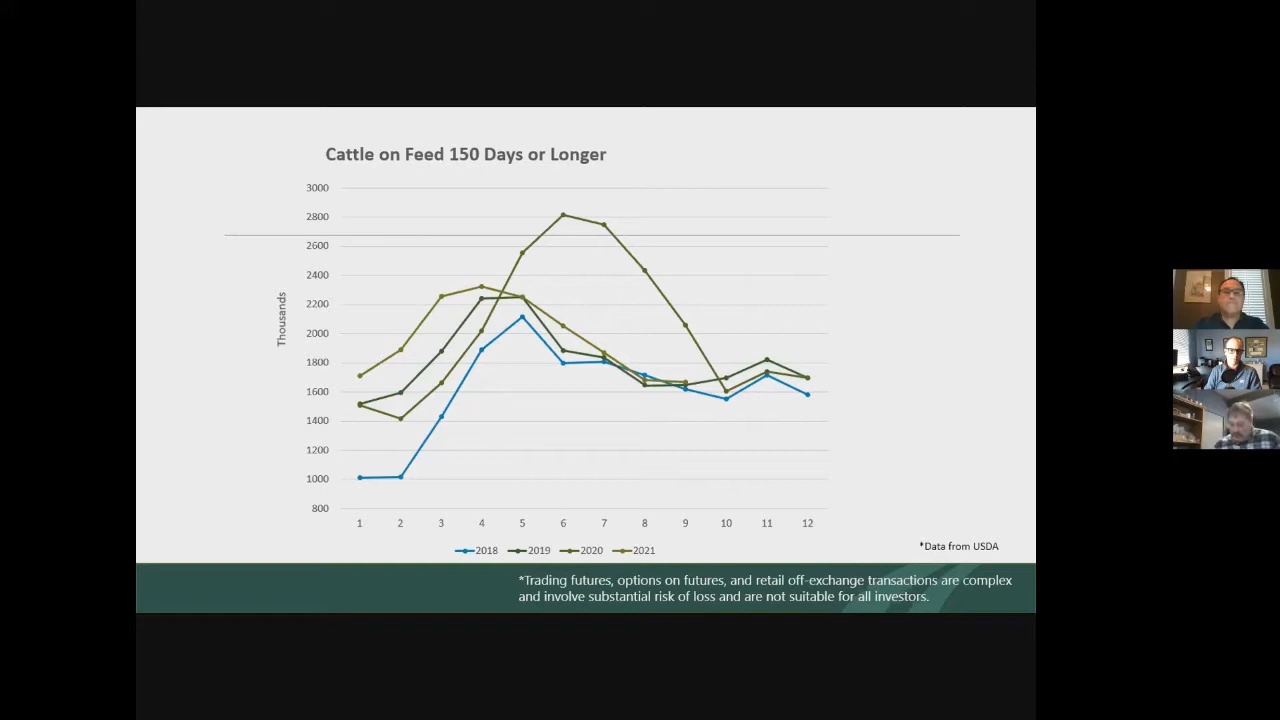 Cattle on Feed 150 Days or Longer
3000
2800
2600
2400
2200
2000
1800
1600
1400
1200
1000
800
Thousands
1 2 3 4 5 6 7 8 9 10 11 12
2018 2019 2020 2021
*Data from USDA
*Trading futures, options on futures, and retail off-exchange transactions are complex
and involve substantial risk of loss and are not suitable for all investors.